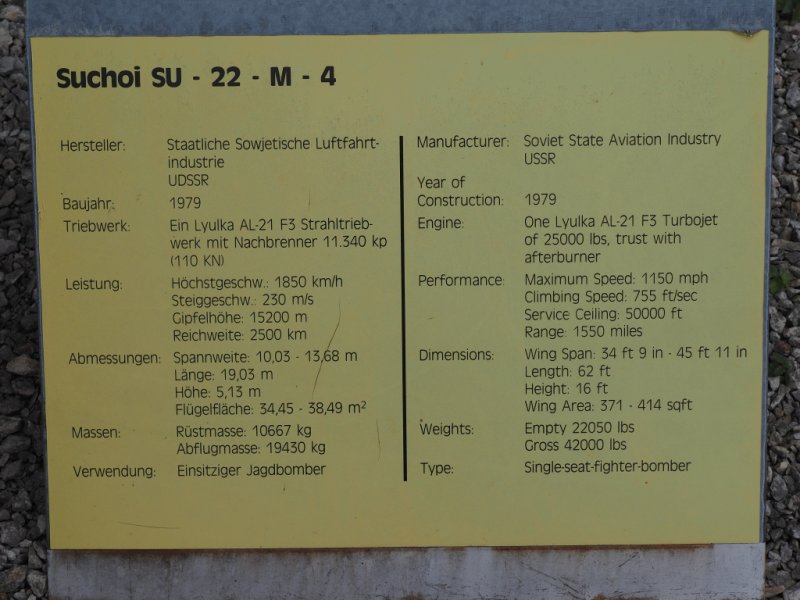 Suchoi SU - 22 - M - 4
Hersteller: Staatliche Sowjetische Luftfahrt-
industrie
UDSSR
Baujahr: 1979
Triebwerk: Ein Lyulka AL-21 F3 Strahltrieb-
werk mit Nachbrenner 11.340 kp
(110 KN)
Leistung: Höchstgeschw.: 1850 km/h
Steiggeschw.: 230 m/s
Gipfelhöhe: 15200 m
Reichweite: 2500 km
Abmessungen: Spannweite: 10,03 - 13,68 m
Länge: 19,03 m
Höhe: 5,13 m
Flügelfläche: 34,45 - 38,49 m²
Massen: Rüstmasse: 10667 kg
Abflugmasse: 19430 kg
Verwendung: Einsitziger Jagdbomber
Manufacturer: Soviet State Aviation Industry
USSR
Year of
Construction: 1979
Engine: One Lyulka AL-21 F3 Turbojet
of 25000 lbs, trust with
afterburner
Performance: Maximum Speed: 1150 mph
Climbing Speed: 755 ft/sec
Service Ceiling: 50000 ft
Range: 1550 miles
Dimensions: Wing Span: 34 ft 9 in - 45 ft 11 in
Length: 62 ft
Height: 16 ft
Wing Area: 371 - 414 sqft
Weights: Empty 22050 lbs
Gross 42000 lbs
Type: Single-seat-fighter-bomber